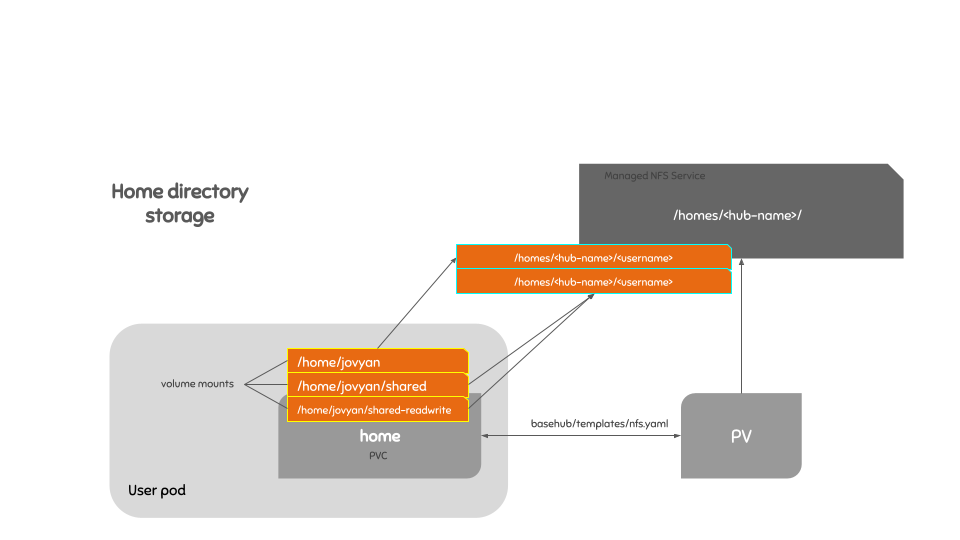 Managed NFS Service
Home directory
storage
/homes/<hub-name>/
/homes/<hub-name>/<username>
/homes/<hub-name>/<username>
/home/jovyan
volume mounts
/home/jovyan/shared
/home/jovyan/shared-readwrite
basehub/templates/nfs.yaml
home
PV
PVC
User pod